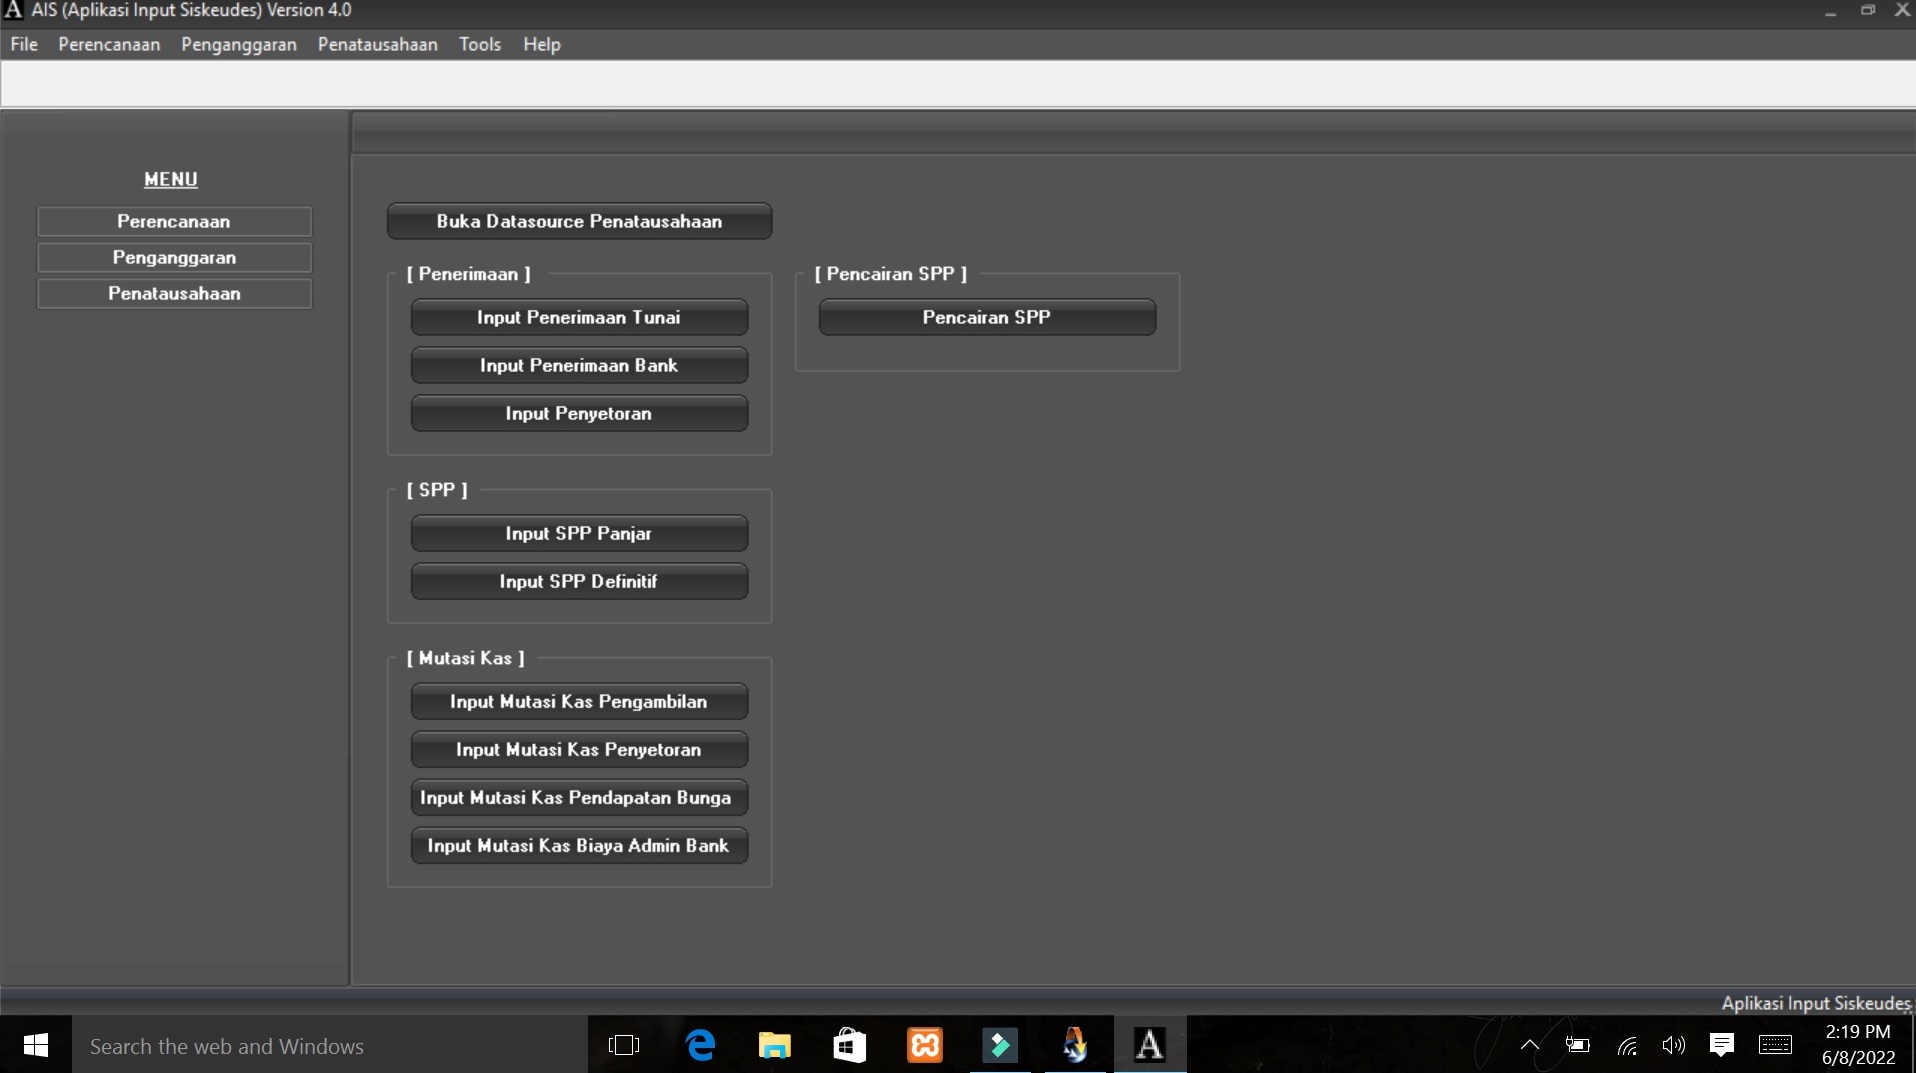 AIS (Aplikasi Input Siskeudes) Version 4.0
File Perencanaan Penganggaran Penatausahaan Tools Help
MENU
Perencanaan
Penganggaran
Penatausahaan
Buka Datasource Penatausahaan
[ Penerimaan ]
Input Penerimaan Tunai
Input Penerimaan Bank
Input Penyetoran
[ Pencairan SPP ]
Pencairan SPP
[ SPP ]
Input SPP Panjar
Input SPP Definitif
[ Mutasi Kas ]
Input Mutasi Kas Pengambilan
Input Mutasi Kas Penyetoran
Input Mutasi Kas Pendapatan Bunga
Input Mutasi Kas Biaya Admin Bank
Aplikasi Input Siskeudes
Search the web and Windows
2:19 PM
6/8/2022